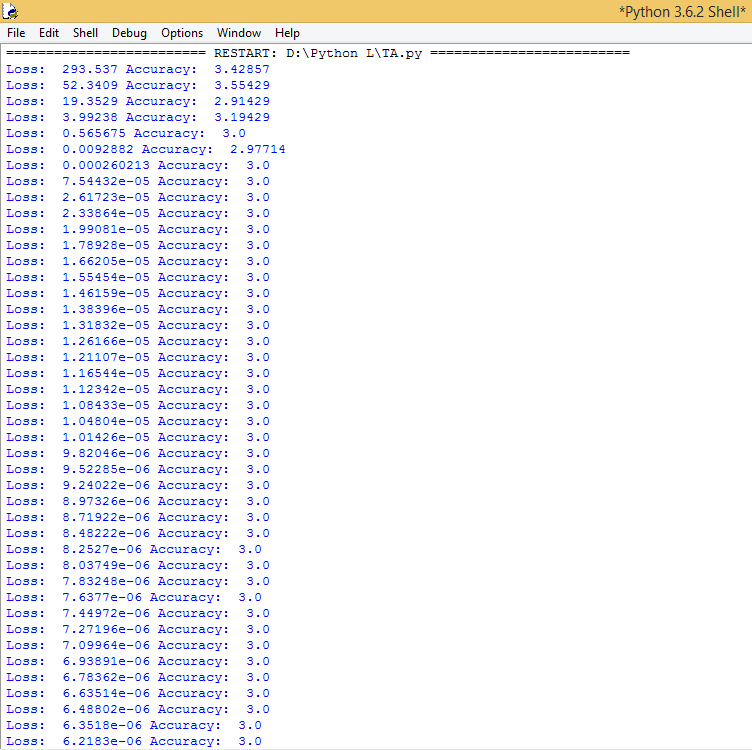 *Python 3.6.2 Shell*
File Edit Shell Debug Options Window Help
========================= RESTART: D:\Python L\TA.py =========================
Loss:  293.537 Accuracy:  3.42857
Loss:  52.3409 Accuracy:  3.55429
Loss:  19.3529 Accuracy:  2.91429
Loss:  3.99238 Accuracy:  3.19429
Loss:  0.565675 Accuracy:  3.0
Loss:  0.0092882 Accuracy:  2.97714
Loss:  0.000260213 Accuracy:  3.0
Loss:  7.54432e-05 Accuracy:  3.0
Loss:  2.61723e-05 Accuracy:  3.0
Loss:  2.33864e-05 Accuracy:  3.0
Loss:  1.99081e-05 Accuracy:  3.0
Loss:  1.78928e-05 Accuracy:  3.0
Loss:  1.66205e-05 Accuracy:  3.0
Loss:  1.55454e-05 Accuracy:  3.0
Loss:  1.46159e-05 Accuracy:  3.0
Loss:  1.38396e-05 Accuracy:  3.0
Loss:  1.31832e-05 Accuracy:  3.0
Loss:  1.26166e-05 Accuracy:  3.0
Loss:  1.21107e-05 Accuracy:  3.0
Loss:  1.16544e-05 Accuracy:  3.0
Loss:  1.12342e-05 Accuracy:  3.0
Loss:  1.08433e-05 Accuracy:  3.0
Loss:  1.04804e-05 Accuracy:  3.0
Loss:  1.01426e-05 Accuracy:  3.0
Loss:  9.82046e-06 Accuracy:  3.0
Loss:  9.52285e-06 Accuracy:  3.0
Loss:  9.24022e-06 Accuracy:  3.0
Loss:  8.97326e-06 Accuracy:  3.0
Loss:  8.71922e-06 Accuracy:  3.0
Loss:  8.48222e-06 Accuracy:  3.0
Loss:  8.2527e-06 Accuracy:  3.0
Loss:  8.03749e-06 Accuracy:  3.0
Loss:  7.83248e-06 Accuracy:  3.0
Loss:  7.6377e-06 Accuracy:  3.0
Loss:  7.44972e-06 Accuracy:  3.0
Loss:  7.27196e-06 Accuracy:  3.0
Loss:  7.09964e-06 Accuracy:  3.0
Loss:  6.93891e-06 Accuracy:  3.0
Loss:  6.78362e-06 Accuracy:  3.0
Loss:  6.63514e-06 Accuracy:  3.0
Loss:  6.48802e-06 Accuracy:  3.0
Loss:  6.3518e-06 Accuracy:  3.0
Loss:  6.2183e-06 Accuracy:  3.0